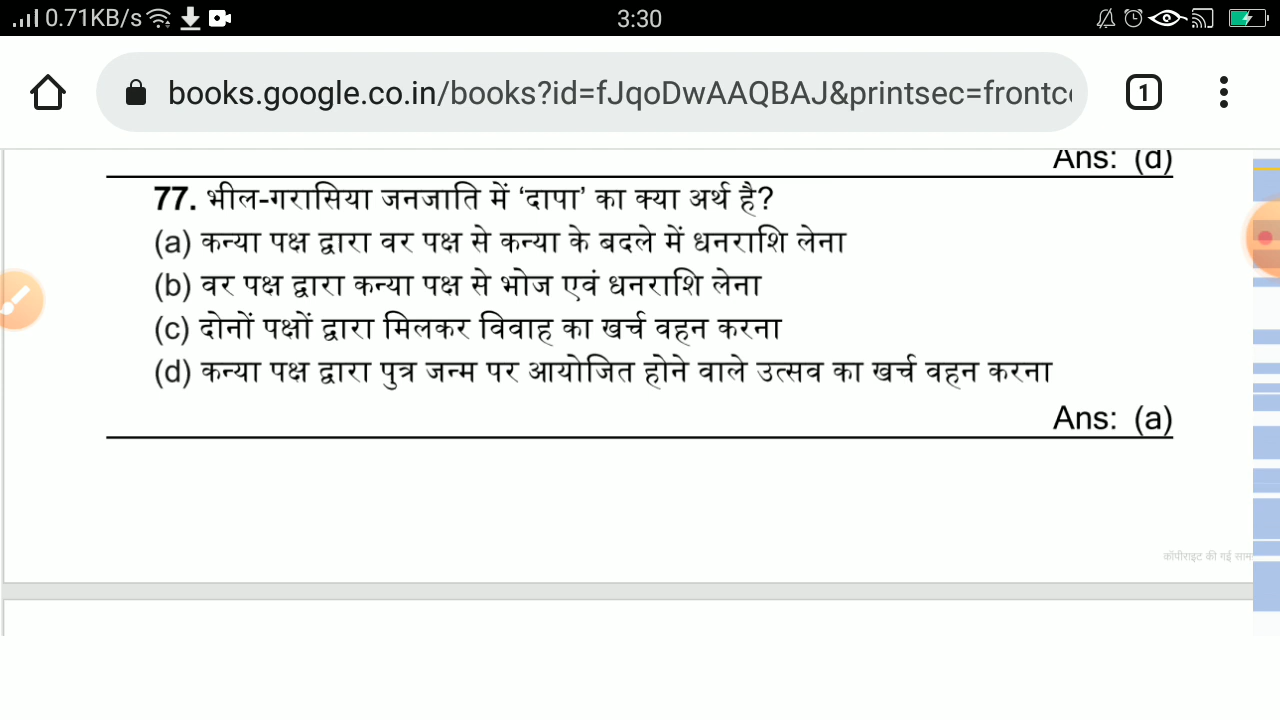 0.71KB/s 3:30
books.google.co.in/books?id=fJqoDwAAQBAJ&printsec=frontc 1
Ans: (d)
77. भील-गरासिया जनजाति में ‘दापा’ का क्या अर्थ है?
(a) कन्या पक्ष द्वारा वर पक्ष से कन्या के बदले में धनराशि लेना
(b) वर पक्ष द्वारा कन्या पक्ष से भोज एवं धनराशि लेना
(c) दोनों पक्षों द्वारा मिलकर विवाह का खर्च वहन करना
(d) कन्या पक्ष द्वारा पुत्र जन्म पर आयोजित होने वाले उत्सव का खर्च वहन करना
Ans: (a)
कॉपीराइट की गई